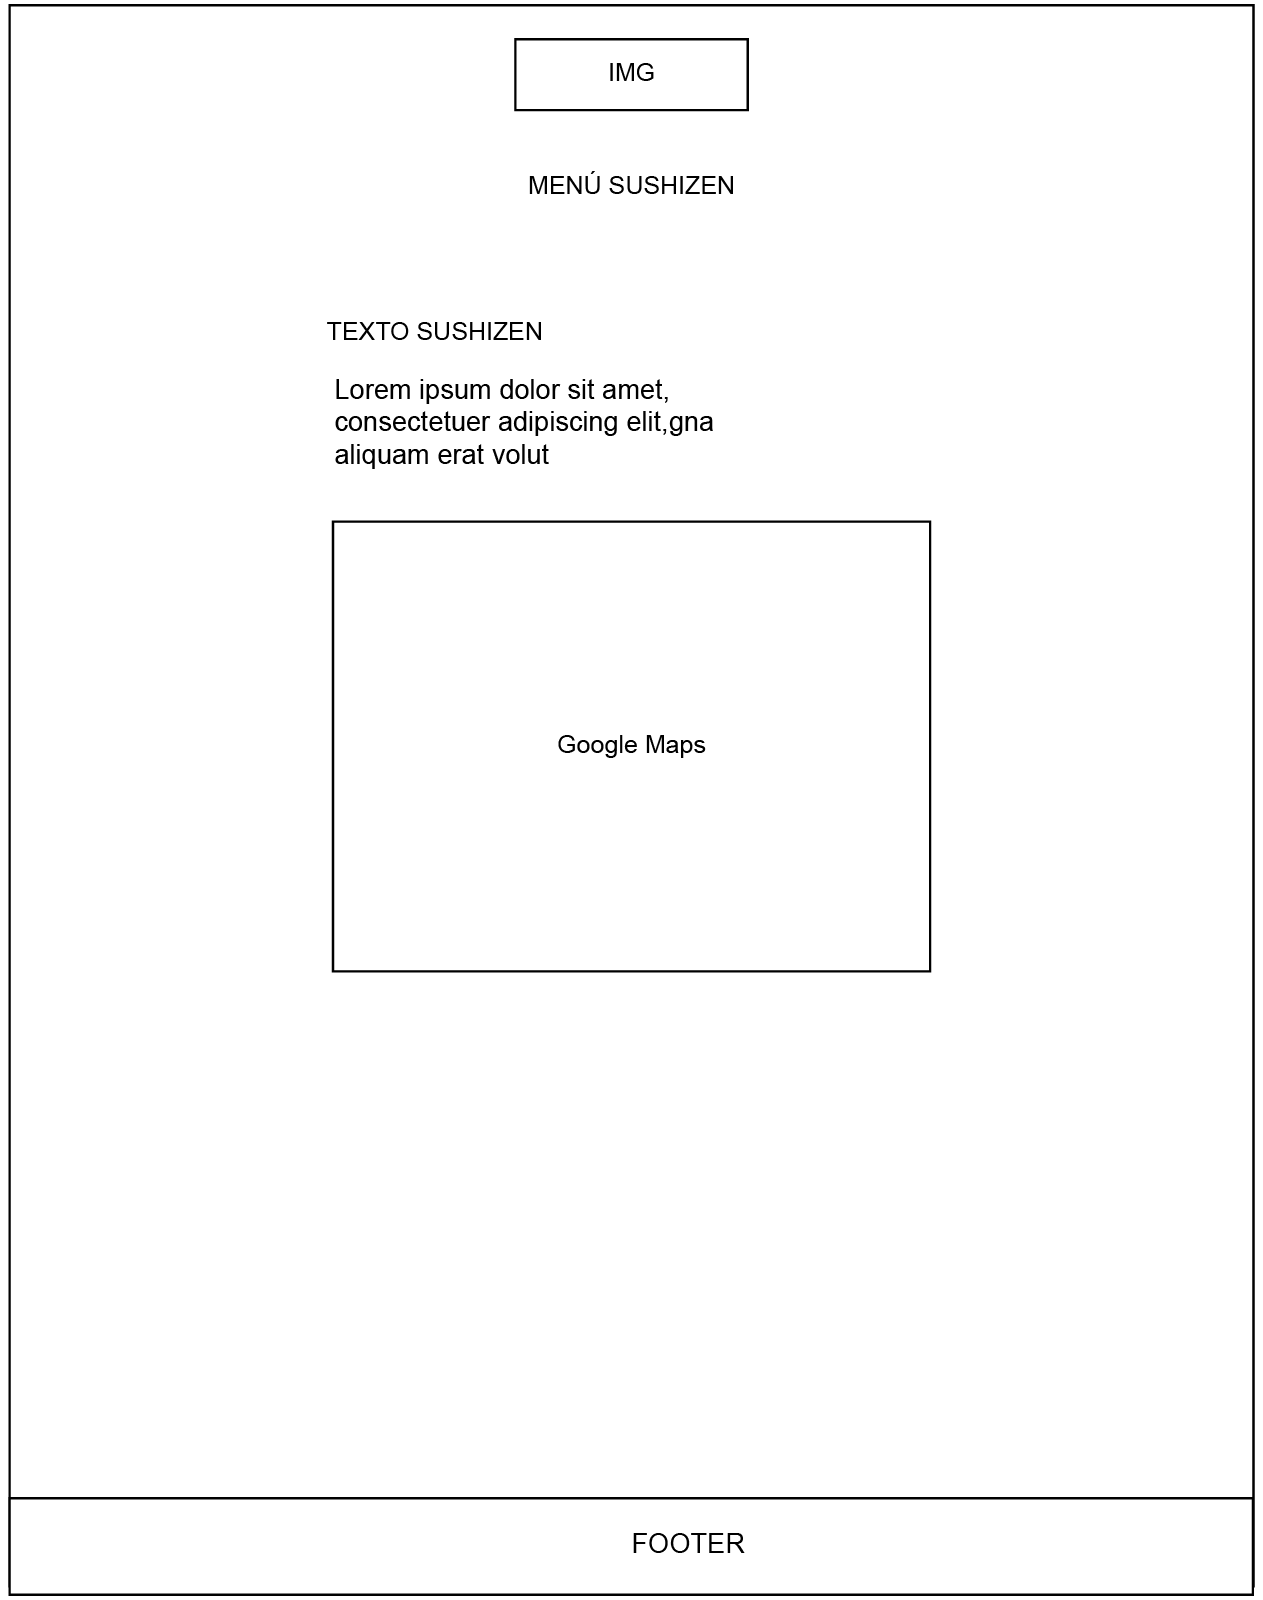 IMG
MENÚ SUSHIZEN
TEXTO SUSHIZEN
Lorem ipsum dolor sit amet,
consectetuer adipiscing elit,gna
aliquam erat volut
Google Maps
FOOTER